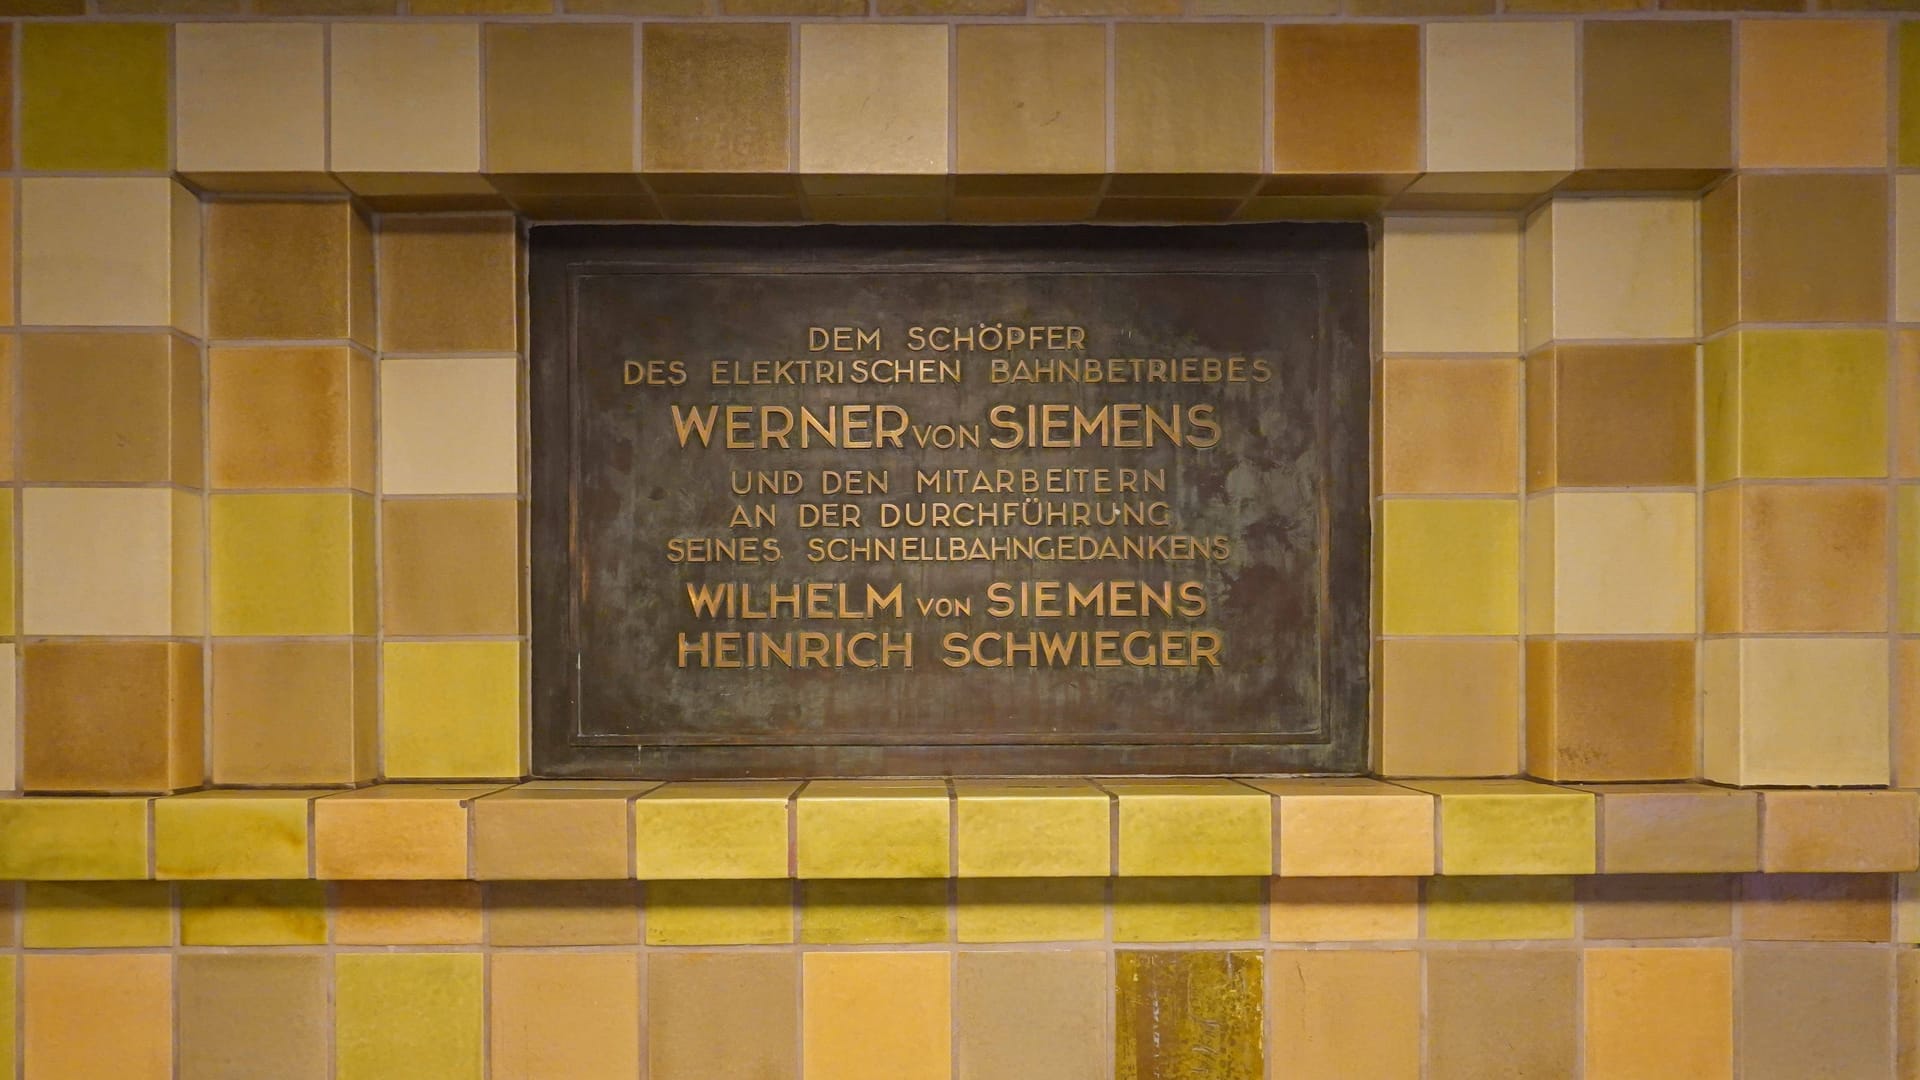 DEM SCHÖPFER
DES ELEKTRISCHEN BAHNBETRIEBES
WERNER VON SIEMENS
UND DEN MITARBEITERN
AN DER DURCHFÜHRUNG
SEINES SCHNELLBAHNGEDANKENS
WILHELM VON SIEMENS
HEINRICH SCHWIEGER